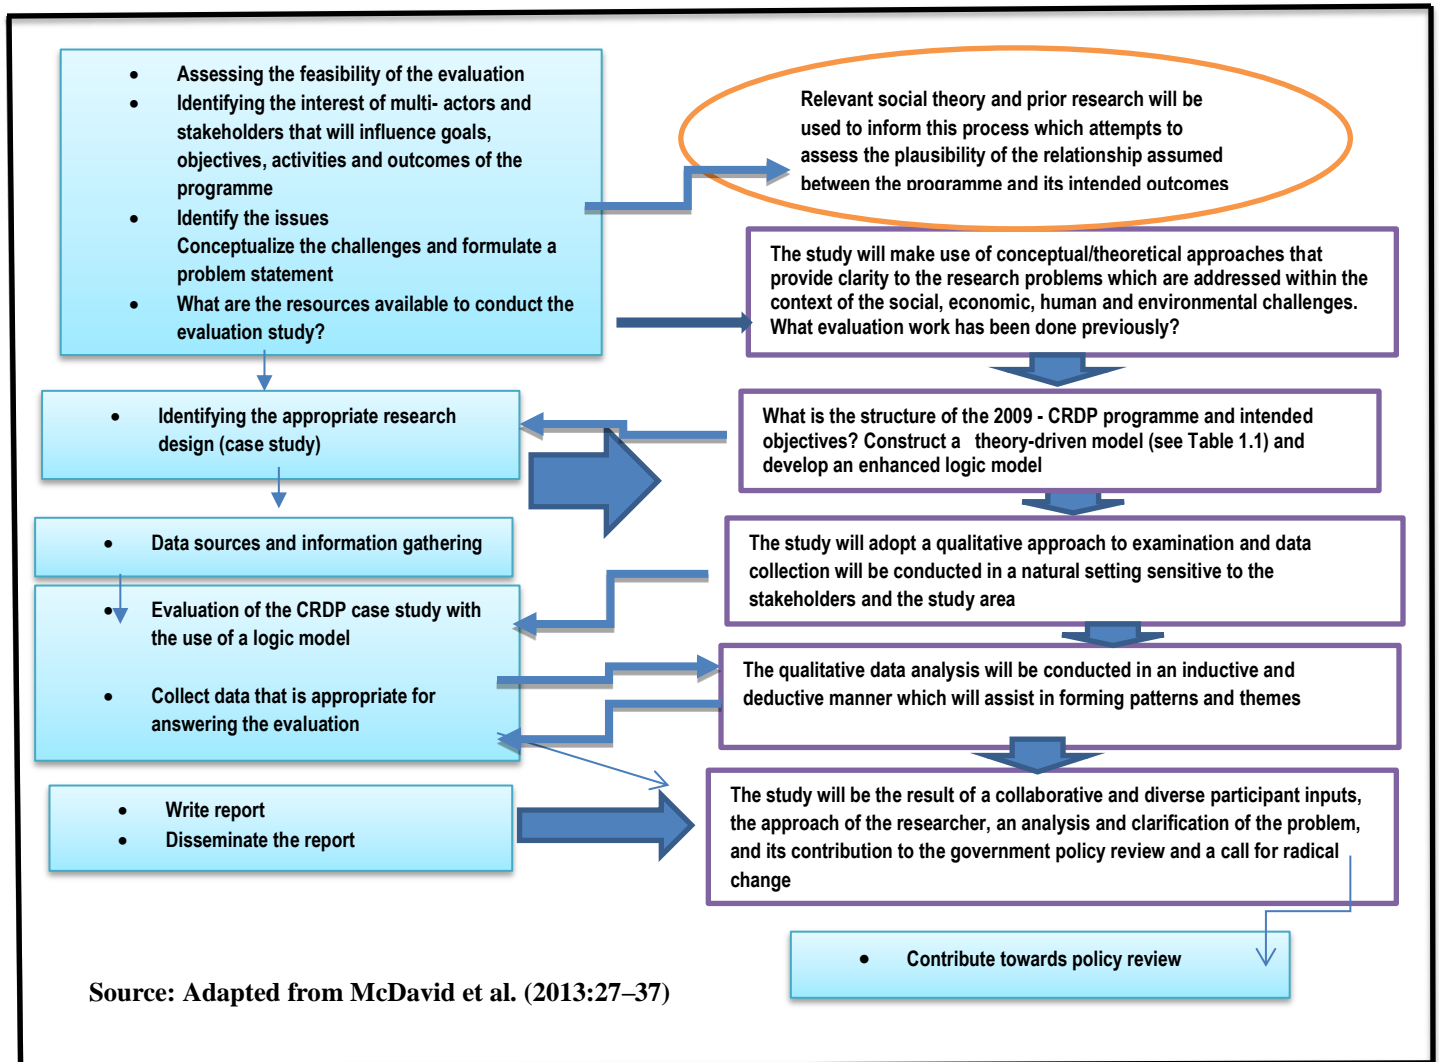 • Assessing the feasibility of the evaluation
• Identifying the interest of multi- actors and
stakeholders that will influence goals,
objectives, activities and outcomes of the
programme
• Identify the issues
Conceptualize the challenges and formulate a
problem statement
• What are the resources available to conduct the
evaluation study?
Relevant social theory and prior research will be
used to inform this process which attempts to
assess the plausibility of the relationship assumed
between the programme and its intended outcomes
The study will make use of conceptual/theoretical approaches that
provide clarity to the research problems which are addressed within the
context of the social, economic, human and environmental challenges.
What evaluation work has been done previously?
• Identifying the appropriate research
design (case study)
What is the structure of the 2009 - CRDP programme and intended
objectives? Construct a theory-driven model (see Table 1.1) and
develop an enhanced logic model
• Data sources and information gathering
The study will adopt a qualitative approach to examination and data
collection will be conducted in a natural setting sensitive to the
stakeholders and the study area
• Evaluation of the CRDP case study with
the use of a logic model
• Collect data that is appropriate for
answering the evaluation
The qualitative data analysis will be conducted in an inductive and
deductive manner which will assist in forming patterns and themes
• Write report
• Disseminate the report
The study will be the result of a collaborative and diverse participant inputs,
the approach of the researcher, an analysis and clarification of the problem,
and its contribution to the government policy review and a call for radical
change
• Contribute towards policy review
Source: Adapted from McDavid et al. (2013:27–37)